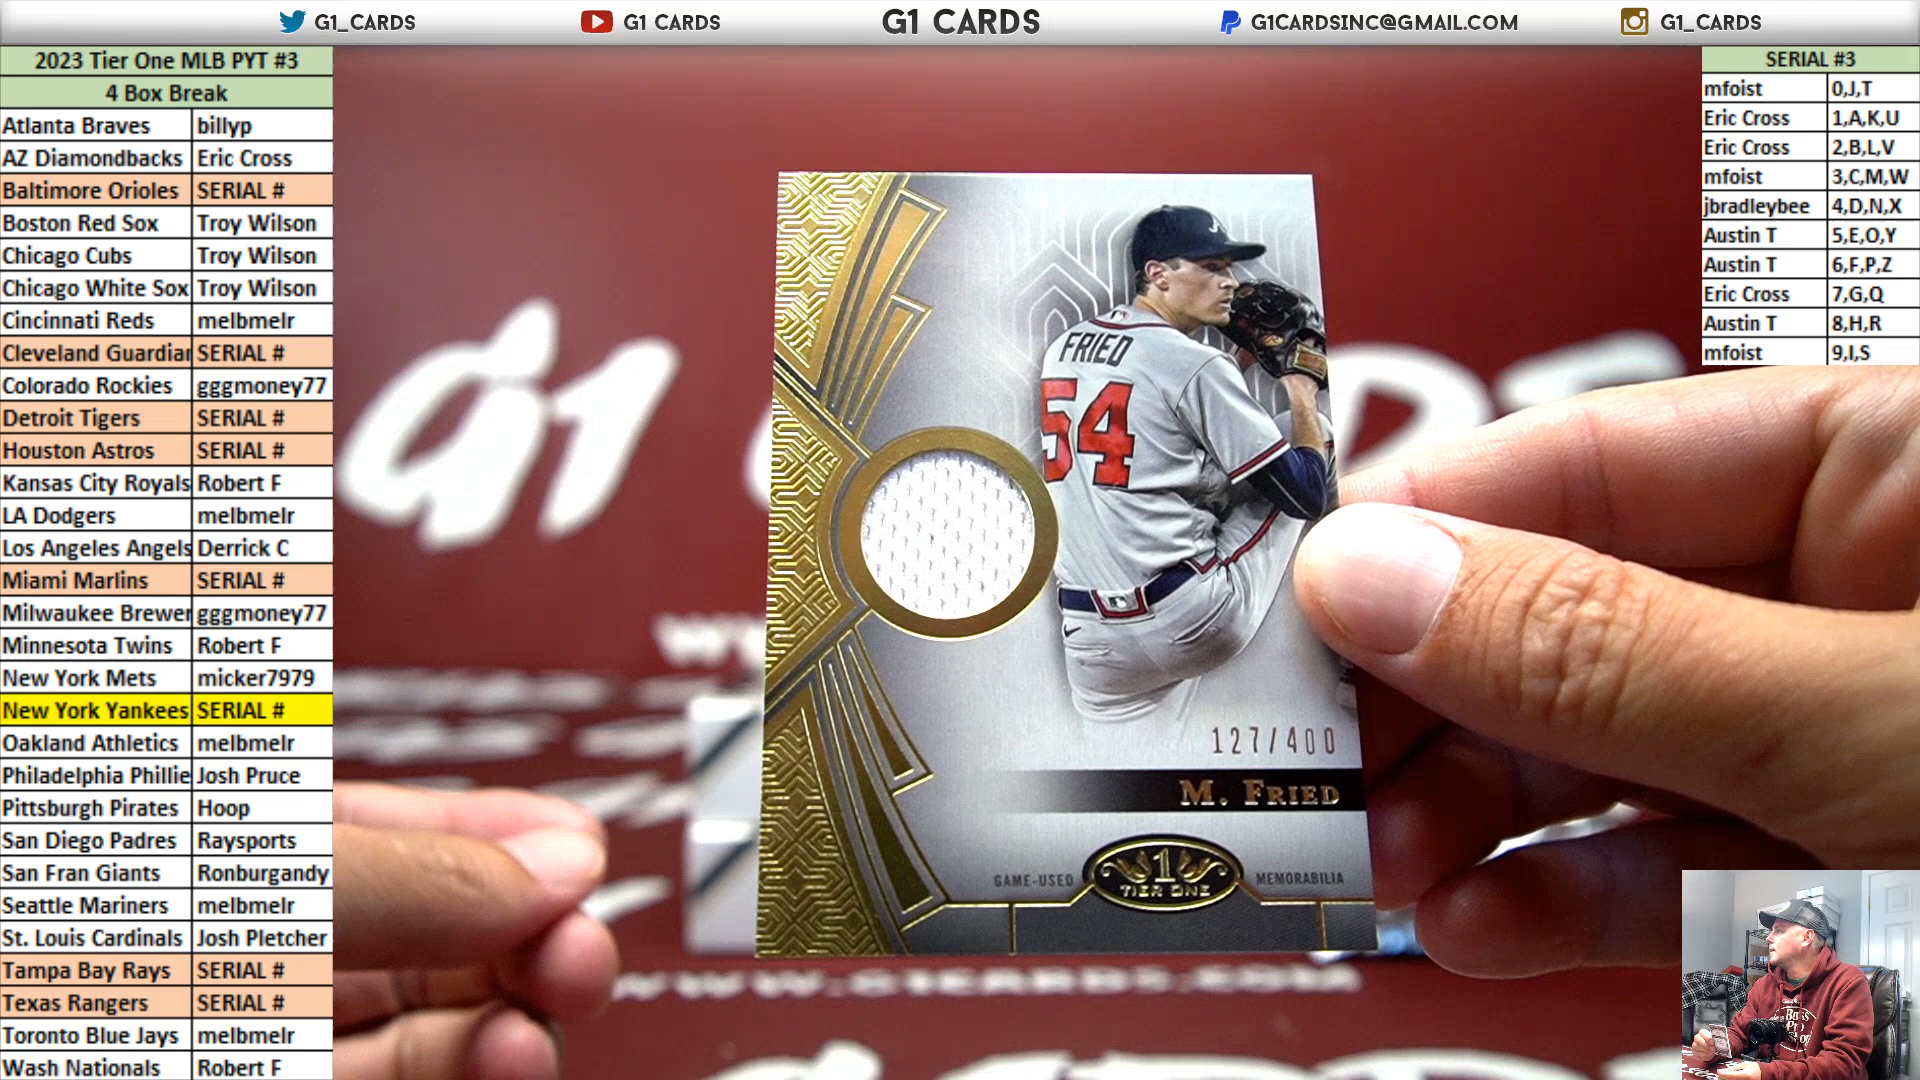 G1_CARDS G1 CARDS G1 CARDS G1CARDSINC@GMAIL.COM G1_CARDS
2023 Tier One MLB PYT #3
4 Box Break
Atlanta Braves billyp
AZ Diamondbacks Eric Cross
Baltimore Orioles SERIAL #
Boston Red Sox Troy Wilson
Chicago Cubs Troy Wilson
Chicago White Sox Troy Wilson
Cincinnati Reds melbmelr
Cleveland Guardian SERIAL #
Colorado Rockies gggmoney77
Detroit Tigers SERIAL #
Houston Astros SERIAL #
Kansas City Royals Robert F
LA Dodgers melbmelr
Los Angeles Angels Derrick C
Miami Marlins SERIAL #
Milwaukee Brewer gggmoney77
Minnesota Twins Robert F
New York Mets micker7979
New York Yankees SERIAL #
Oakland Athletics melbmelr
Philadelphia Phillie Josh Pruce
Pittsburgh Pirates Hoop
San Diego Padres Raysports
San Fran Giants Ronburgandy
Seattle Mariners melbmelr
St. Louis Cardinals Josh Pletcher
Tampa Bay Rays SERIAL #
Texas Rangers SERIAL #
Toronto Blue Jays melbmelr
Wash Nationals Robert F
SERIAL #3
mfoist 0,J,T
Eric Cross 1,A,K,U
Eric Cross 2,B,L,V
mfoist 3,C,M,W
jbradleybee 4,D,N,X
Austin T 5,E,O,Y
Austin T 6,F,P,Z
Eric Cross 7,G,Q
Austin T 8,H,R
mfoist 9,I,S
G1
FRIED
54
127/400
M. FRIED
GAME-USED 1 MEMORABILIA
TIER ONE
WWW.G1CARDS.COM
Bass
Pro